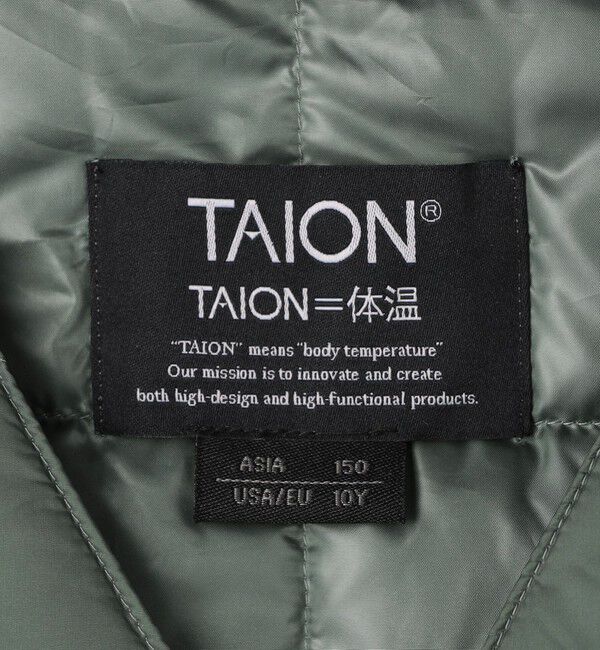 TAION®
TAION=体温
"TAION" means "body temperature"
Our mission is to innovate and create
both high-design and high-functional products.
ASIA 150
USA/EU 10Y